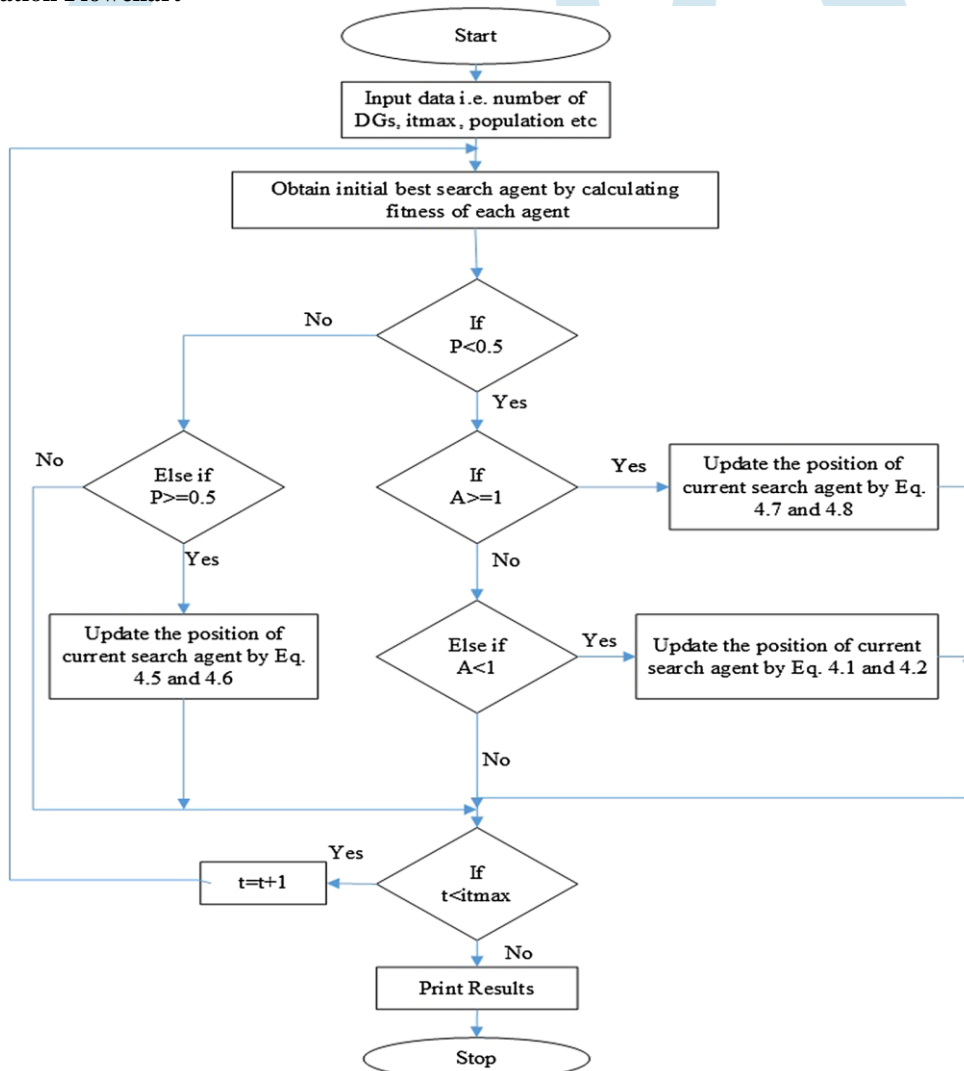 Flowchart
Start
Input data i.e. number of
DGs, itmax, population etc
Obtain initial best search agent by calculating
fitness of each agent
No
If
P<0.5
Yes
No
Else if
P>=0.5
Yes
If
A>=1
Yes
Update the position of
current search agent by Eq.
4.7 and 4.8
No
Update the position of
current search agent by Eq.
4.5 and 4.6
Else if
A<1
Yes
Update the position of current
search agent by Eq. 4.1 and 4.2
No
Yes
t=t+1
If
t<itmax
No
Print Results
Stop